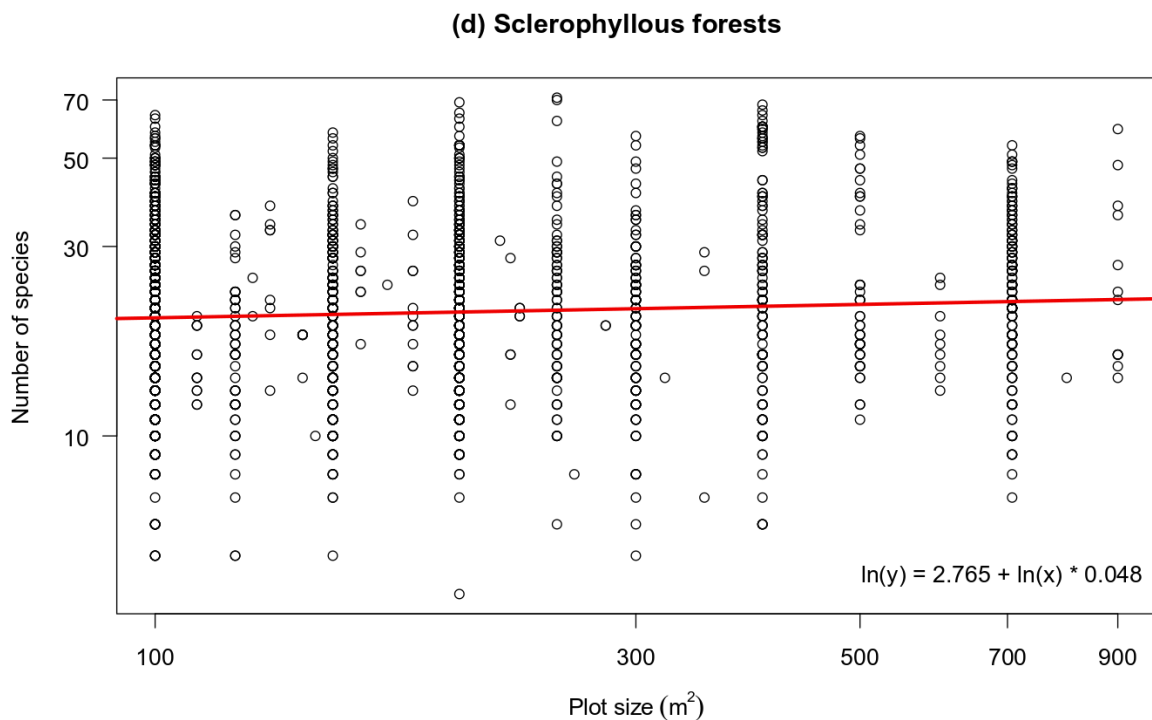 (d) Sclerophyllous forests
70
50
30
10
Number of species
ln(y) = 2.765 + ln(x) * 0.048
100 300 500 700 900
Plot size (m²)